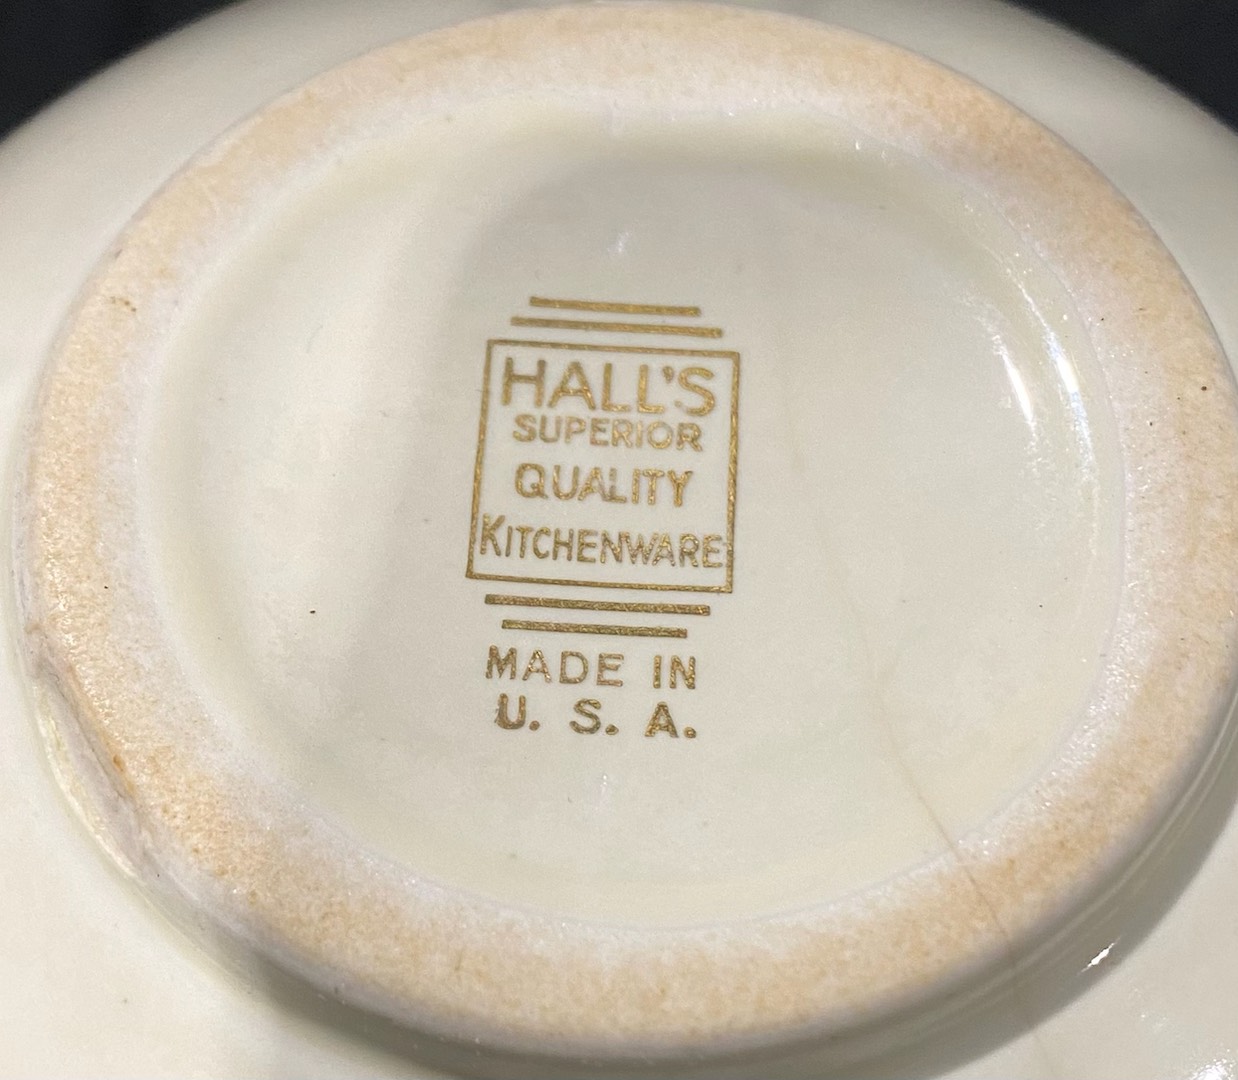 HALL'S
SUPERIOR
QUALITY
KITCHENWARE
MADE IN
U. S. A.